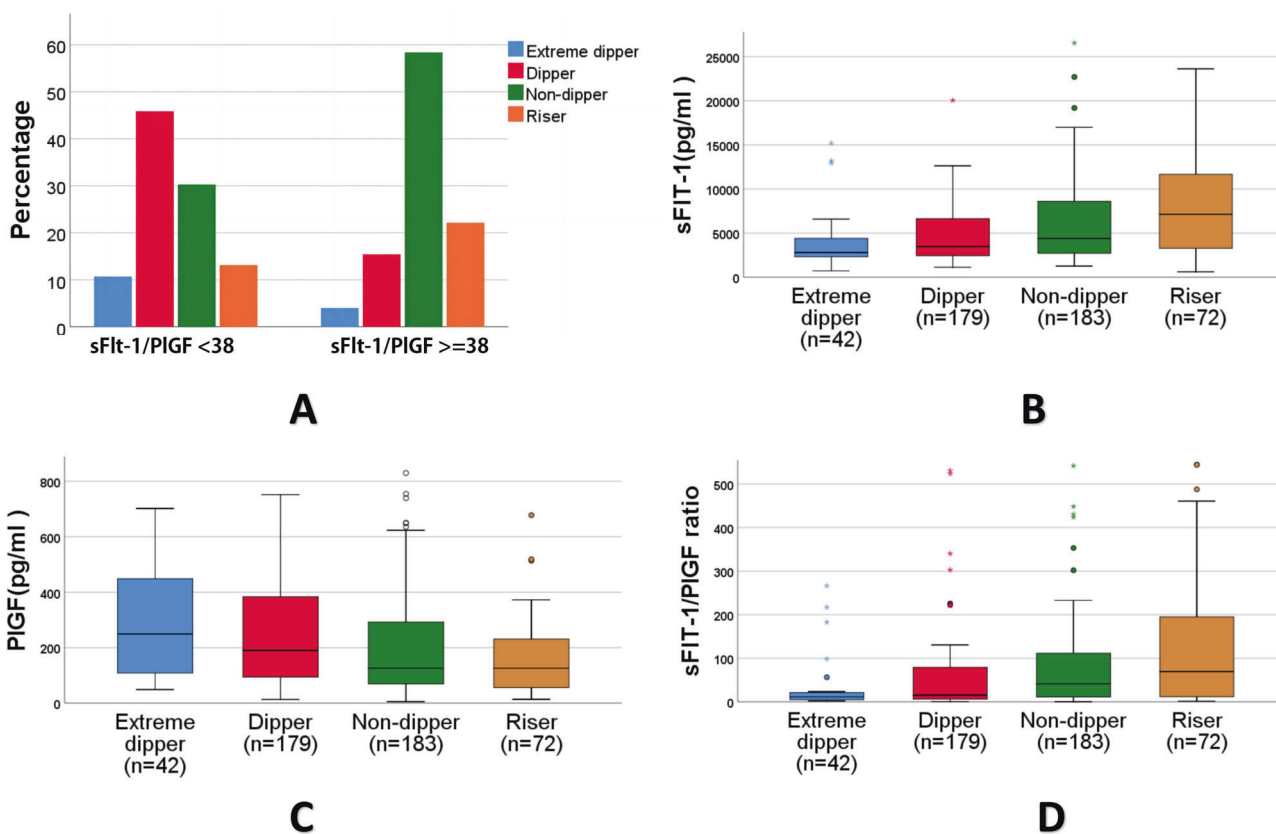 Percentage
60
50
40
30
20
10
0
Extreme dipper
Dipper
Non-dipper
Riser
sFlt-1/PlGF <38
sFlt-1/PlGF >=38
A
sFIT-1(pg/ml )
25000
20000
15000
10000
5000
0
Extreme
dipper
(n=42)
Dipper
(n=179)
Non-dipper
(n=183)
Riser
(n=72)
B
PlGF(pg/ml )
800
600
400
200
0
Extreme
dipper
(n=42)
Dipper
(n=179)
Non-dipper
(n=183)
Riser
(n=72)
C
sFIT-1/PlGF ratio
500
400
300
200
100
0
Extreme
dipper
(n=42)
Dipper
(n=179)
Non-dipper
(n=183)
Riser
(n=72)
D